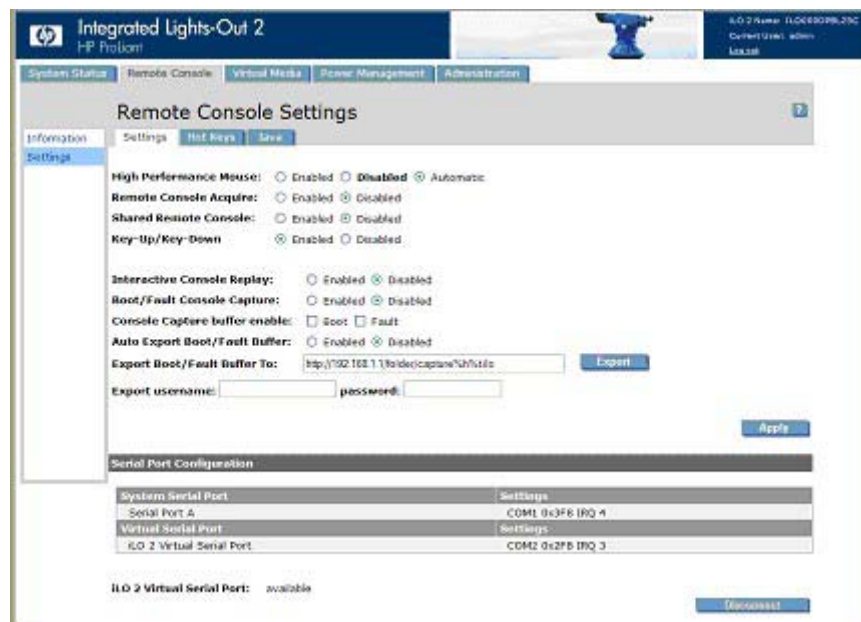 Integrated Lights-Out 2
HP ProLiant
iLO 2 Name:
Current User: admin
Log out
System Status Remote Console Virtual Media Power Management Administration
Remote Console Settings
?
Information
Settings
Settings Hot Keys Save
High Performance Mouse: Enabled Disabled Automatic
Remote Console Acquire: Enabled Disabled
Shared Remote Console: Enabled Disabled
Key-Up/Key-Down Enabled Disabled
Interactive Console Replay: Enabled Disabled
Boot/Fault Console Capture: Enabled Disabled
Console Capture buffer enable: Boot Fault
Auto Export Boot/Fault Buffer: Enabled Disabled
Export Boot/Fault Buffer To: Export
Export username: password:
Apply
Serial Port Configuration
System Serial Port Settings
Serial Port A COM1 0x3F8 IRQ 4
Virtual Serial Port Settings
iLO 2 Virtual Serial Port COM2 0x2F8 IRQ 3
iLO 2 Virtual Serial Port: available
Disconnect